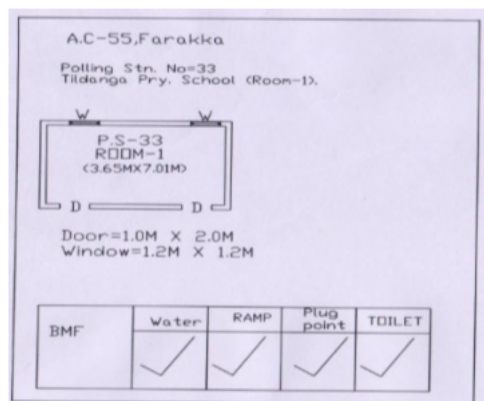 A.C-55,Farakka
Polling Stn. No=33
Tildanga Pry. School (Room-1).
W W
P.S-33
ROOM-1
(3.65MX7.01M)
D D
Door=1.0M X 2.0M
Window=1.2M X 1.2M
BMF Water RAMP Plug point TOILET